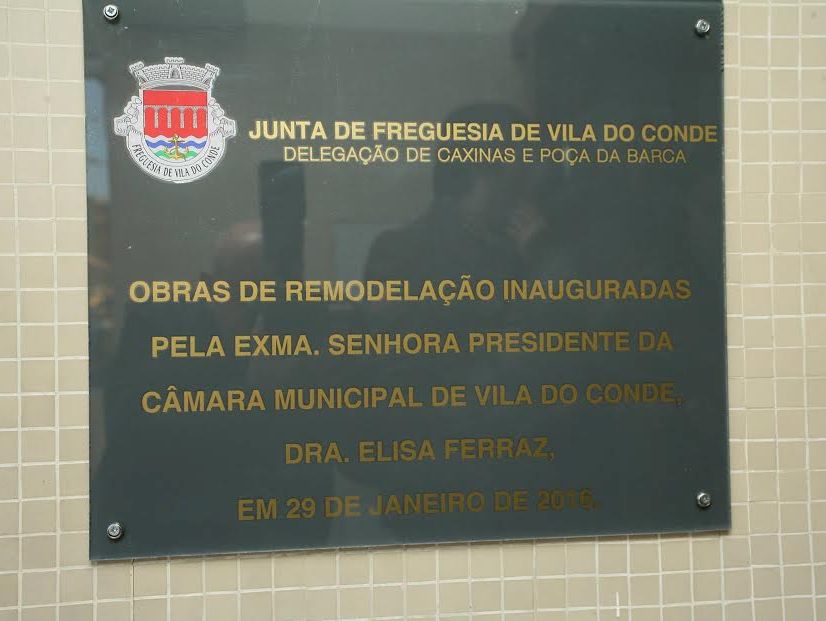 JUNTA DE FREGUESIA DE VILA DO CONDE
DELEGAÇÃO DE CAXINAS E POÇA DA BARCA
FREGUESIA DE VILA DO CONDE
OBRAS DE REMODELAÇÃO INAUGURADAS
PELA EXMA. SENHORA PRESIDENTE DA
CÂMARA MUNICIPAL DE VILA DO CONDE,
DRA. ELISA FERRAZ,
EM 29 DE JANEIRO DE 2016.